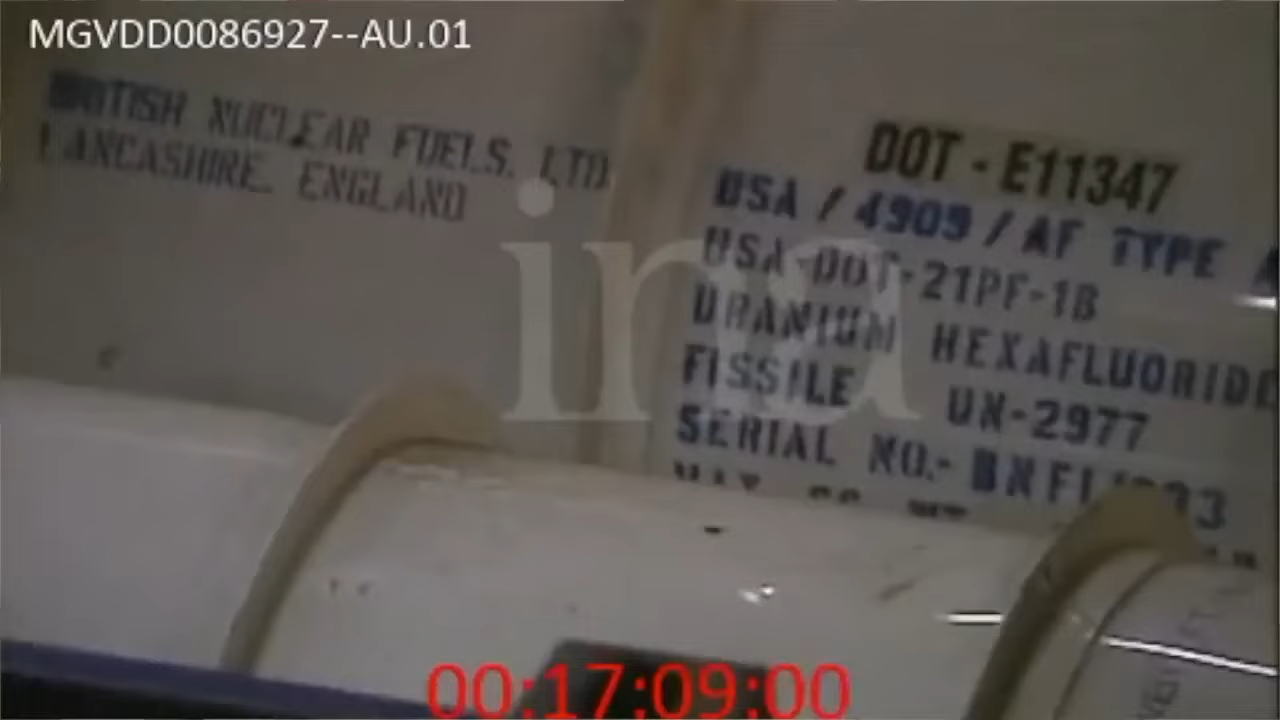 MGVDD0086927--AU.01
BRITISH NUCLEAR FUELS, LTD
LANCASHIRE, ENGLAND
DOT - E11347
USA / 4909 / AF TYPE A
USA-DOT-21PF-1B
URANIUM HEXAFLUORIDE
FISSILE UN-2977
SERIAL NO.-
ina
00:17:09:00